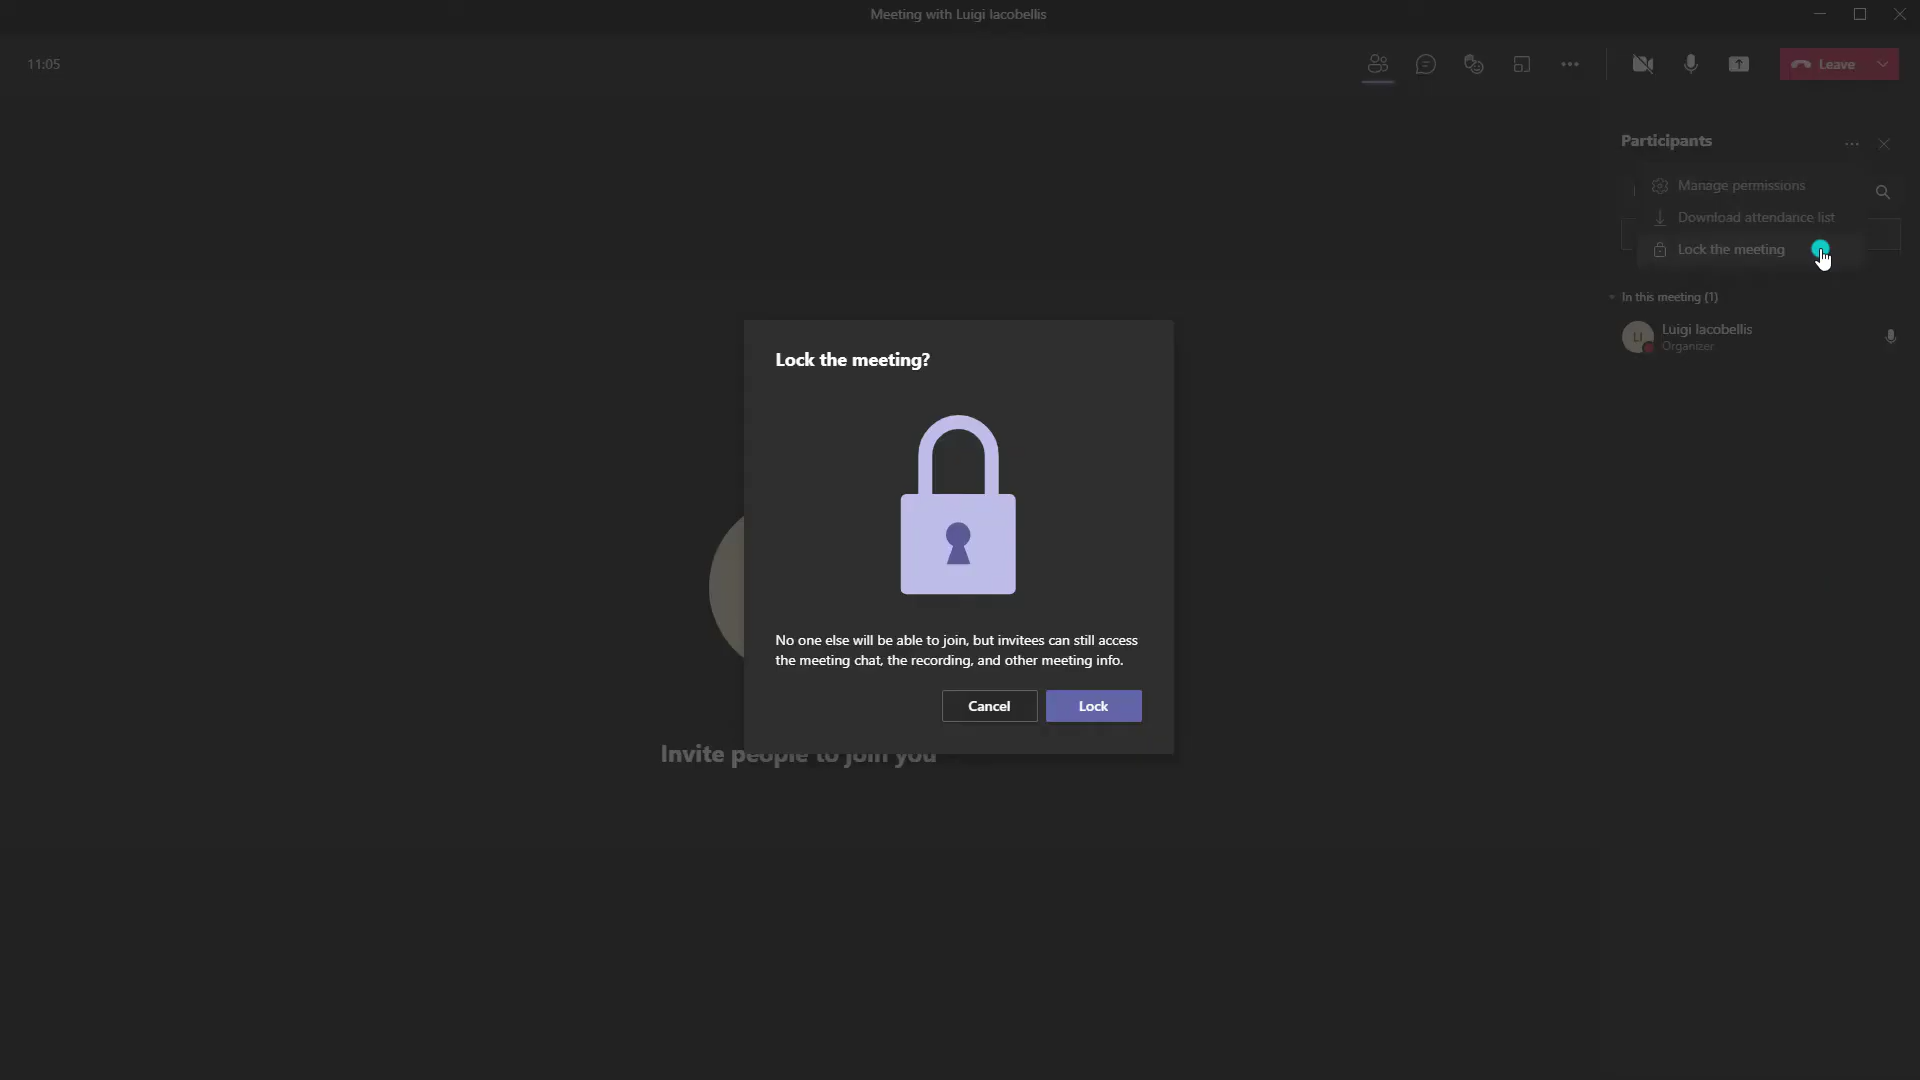 Meeting with Luigi Iacobellis
11:05
Leave
Participants
Manage permissions
Download attendance list
Lock the meeting
In this meeting (1)
LI
Luigi Iacobellis
Organizer
Lock the meeting?
No one else will be able to join, but invitees can still access
the meeting chat, the recording, and other meeting info.
Cancel
Lock
Invite people to join you